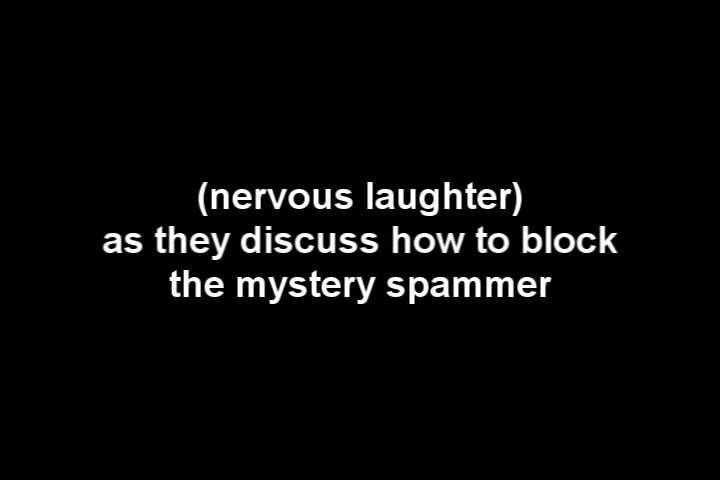 (nervous laughter)
as they discuss how to block
the mystery spammer